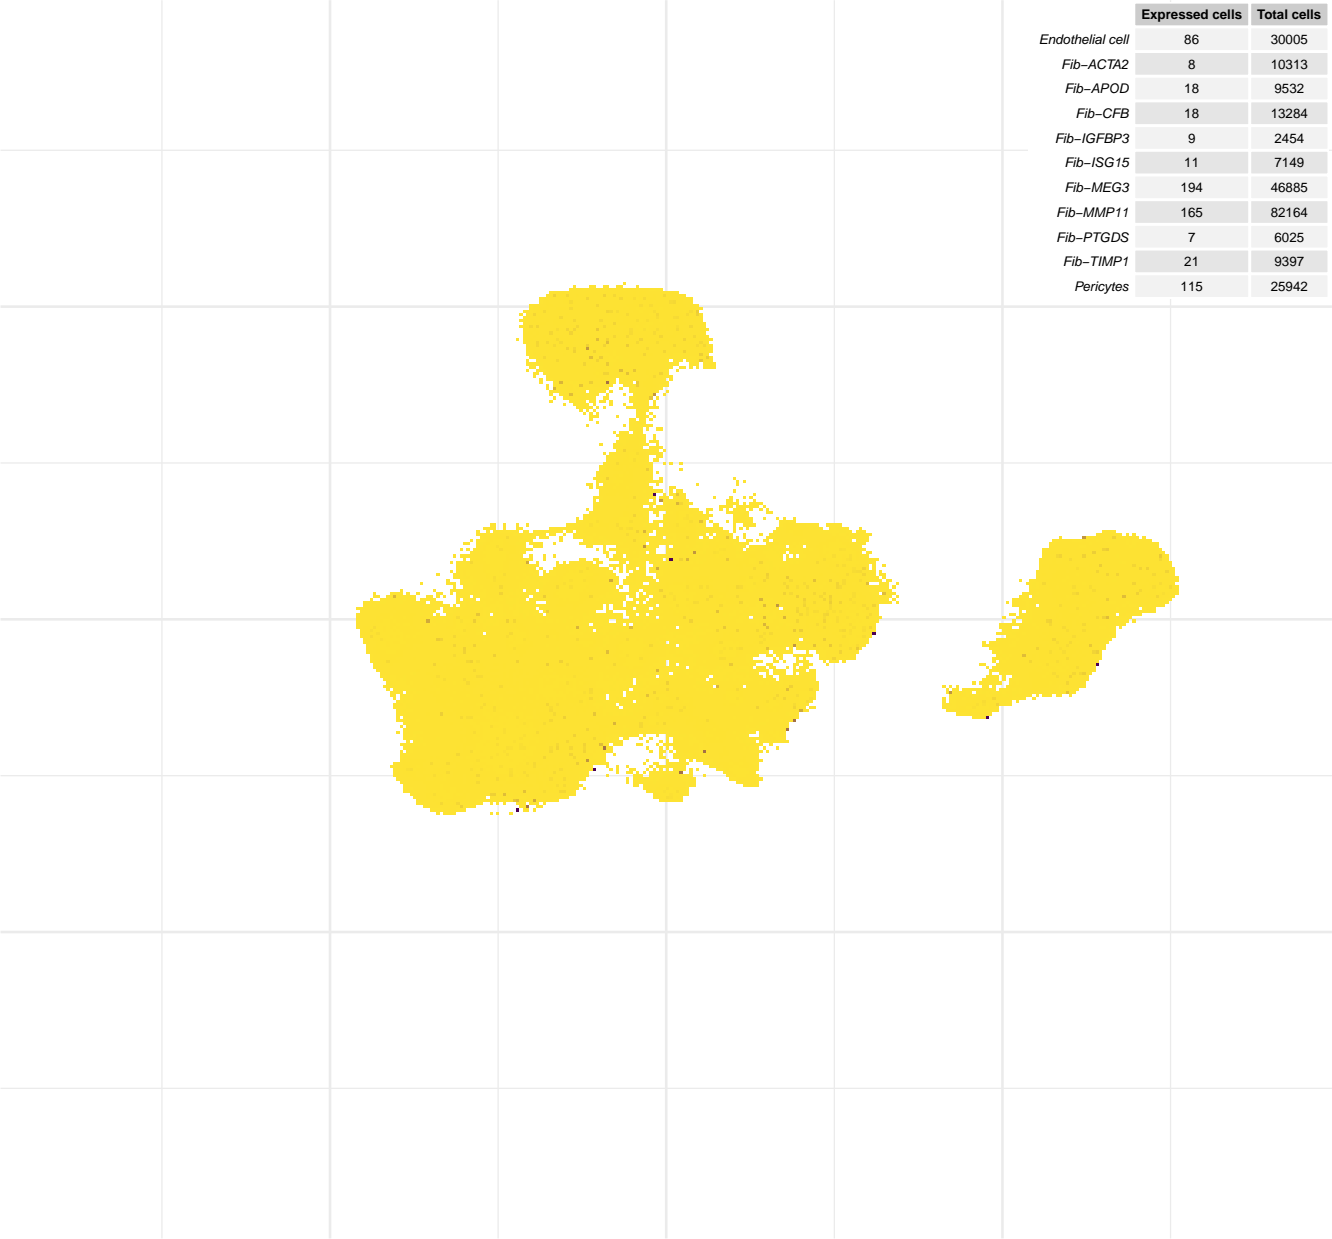 Expressed cells Total cells
Endothelial cell 86 30005
Fib−ACTA2 8 10313
Fib−APOD 18 9532
Fib−CFB 18 13284
Fib−IGFBP3 9 2454
Fib−ISG15 11 7149
Fib−MEG3 194 46885
Fib−MMP11 165 82164
Fib−PTGDS 7 6025
Fib−TIMP1 21 9397
Pericytes 115 25942